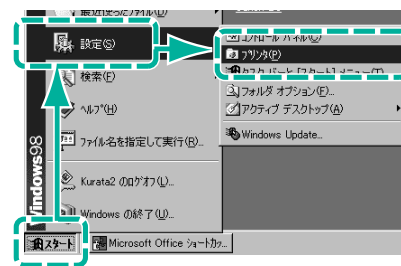 最近使ったファイル(D)
設定(S)
コントロール パネル(C)
プリンタ(P)
タスク バーと [スタート] メニュー(T)...
検索(F)
フォルダ オプション(F)...
ヘルプ(H)
アクティブ デスクトップ(A)
ファイル名を指定して実行(R)...
Windows Update...
Kurata2 のログオフ(L)...
Windows の終了(U)...
Windows98
スタート
Microsoft Office ショートカッ...